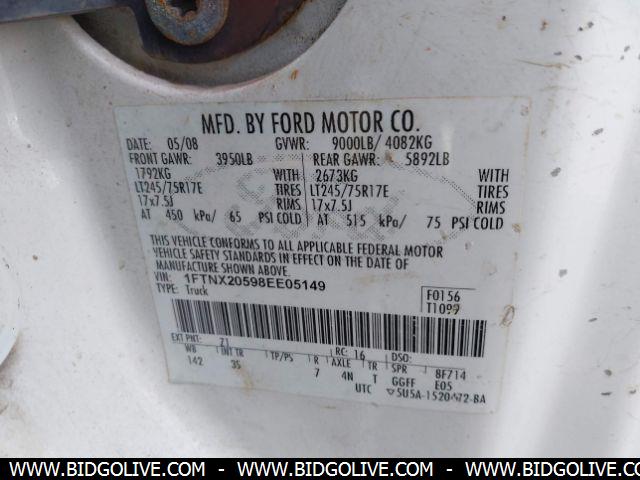 MFD. BY FORD MOTOR CO.
DATE: 05/08 GVWR: 9000LB/ 4082KG
FRONT GAWR: 3950LB REAR GAWR: 5892LB
1792KG WITH 2673KG WITH
LT245/75R17E TIRES LT245/75R17E TIRES
17x7.5J RIMS 17x7.5J RIMS
AT 450 kPa/ 65 PSI COLD AT 515 kPa/ 75 PSI COLD
THIS VEHICLE CONFORMS TO ALL APPLICABLE FEDERAL MOTOR
VEHICLE SAFETY STANDARDS IN EFFECT ON THE DATE OF
MANUFACTURE SHOWN ABOVE.
VIN: 1FTNX20598EE05149
TYPE: Truck
F0156
EXT PNT: Z1 RC: 16 DSO:
WB INT TR TP/PS R AXLE TR SPR 8F714
142 3S 7 4N T GGFF E05
UTC
WWW.BIDGOLIVE.COM - WWW.BIDGOLIVE.COM - WWW.BIDGOLIVE.COM